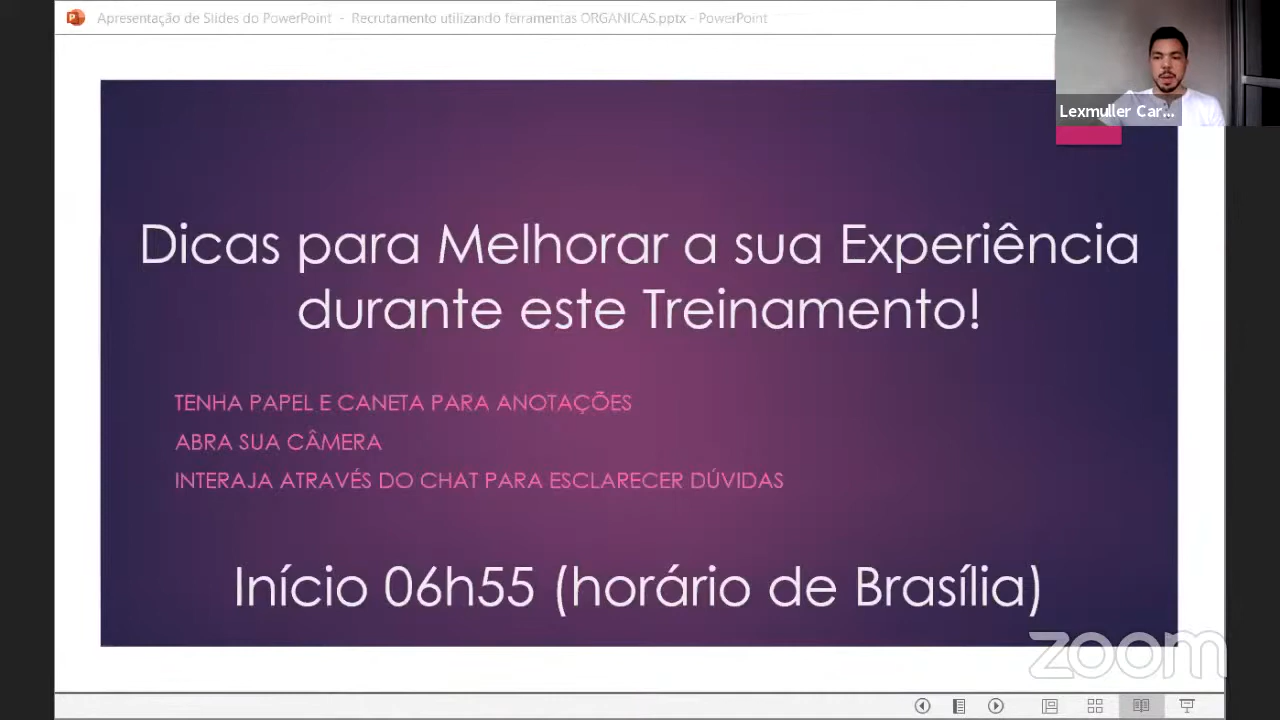 Apresentação de Slides do PowerPoint - Recrutamento utilizando ferramentas ORGANICAS.pptx - PowerPoint
Lexmuller Car...
Dicas para Melhorar a sua Experiência
durante este Treinamento!
TENHA PAPEL E CANETA PARA ANOTAÇÕES
ABRA SUA CÂMERA
INTERAJA ATRAVÉS DO CHAT PARA ESCLARECER DÚVIDAS
Início 06h55 (horário de Brasília)
zoom